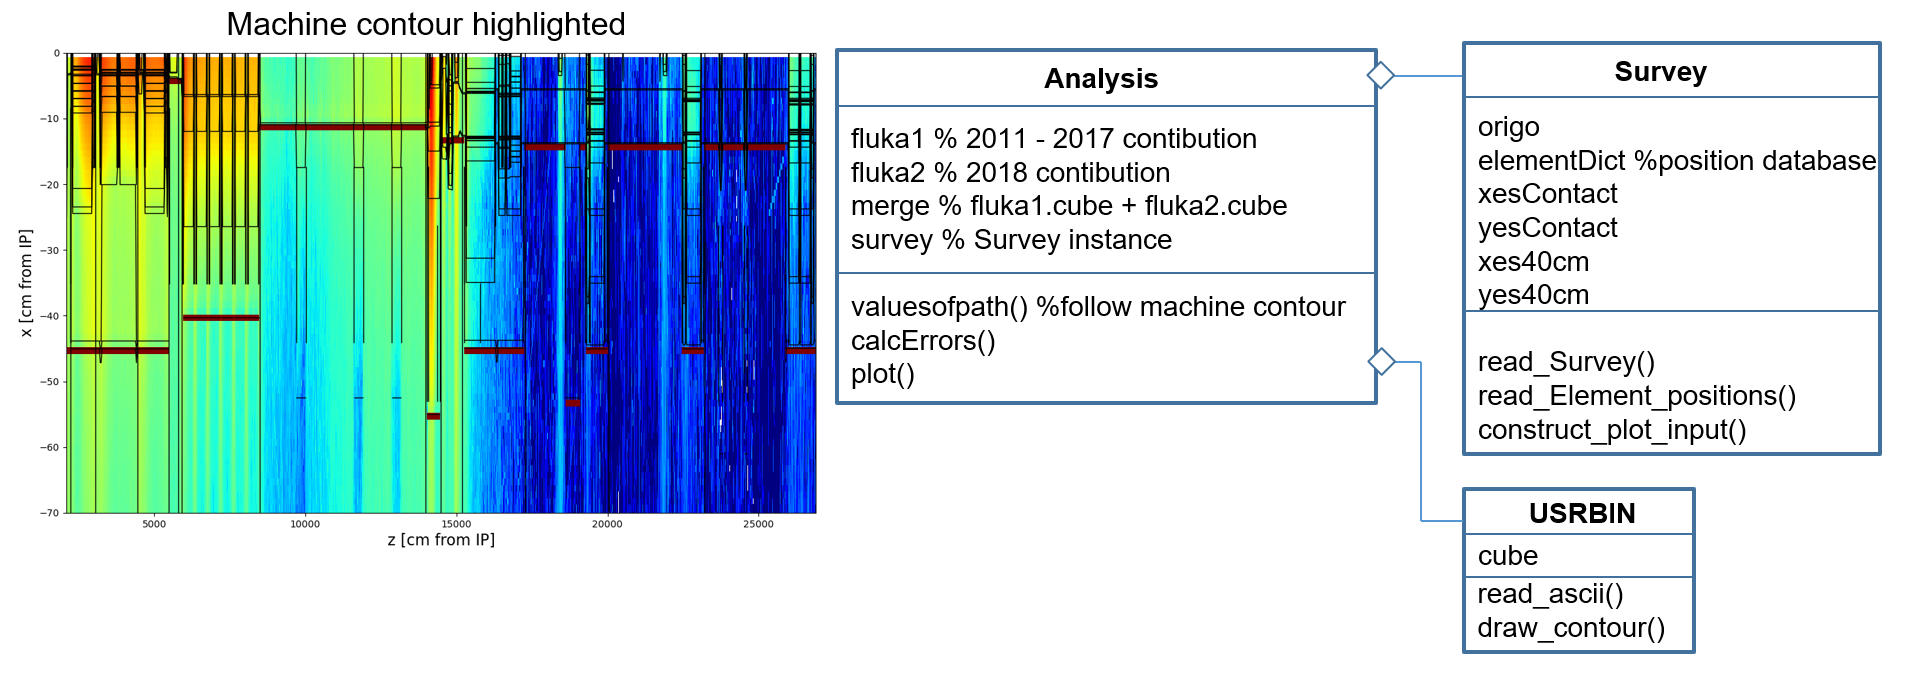 Machine contour highlighted
0
−10
−20
−30
−40
−50
−60
−70
x [cm from IP]
5000
10000
15000
20000
25000
z [cm from IP]
Analysis
fluka1 % 2011 - 2017 contibution
fluka2 % 2018 contibution
merge % fluka1.cube + fluka2.cube
survey % Survey instance
valuesofpath() %follow machine contour
calcErrors()
plot()
Survey
origo
elementDict %position database
xesContact
yesContact
xes40cm
yes40cm
read_Survey()
read_Element_positions()
construct_plot_input()
USRBIN
cube
read_ascii()
draw_contour()